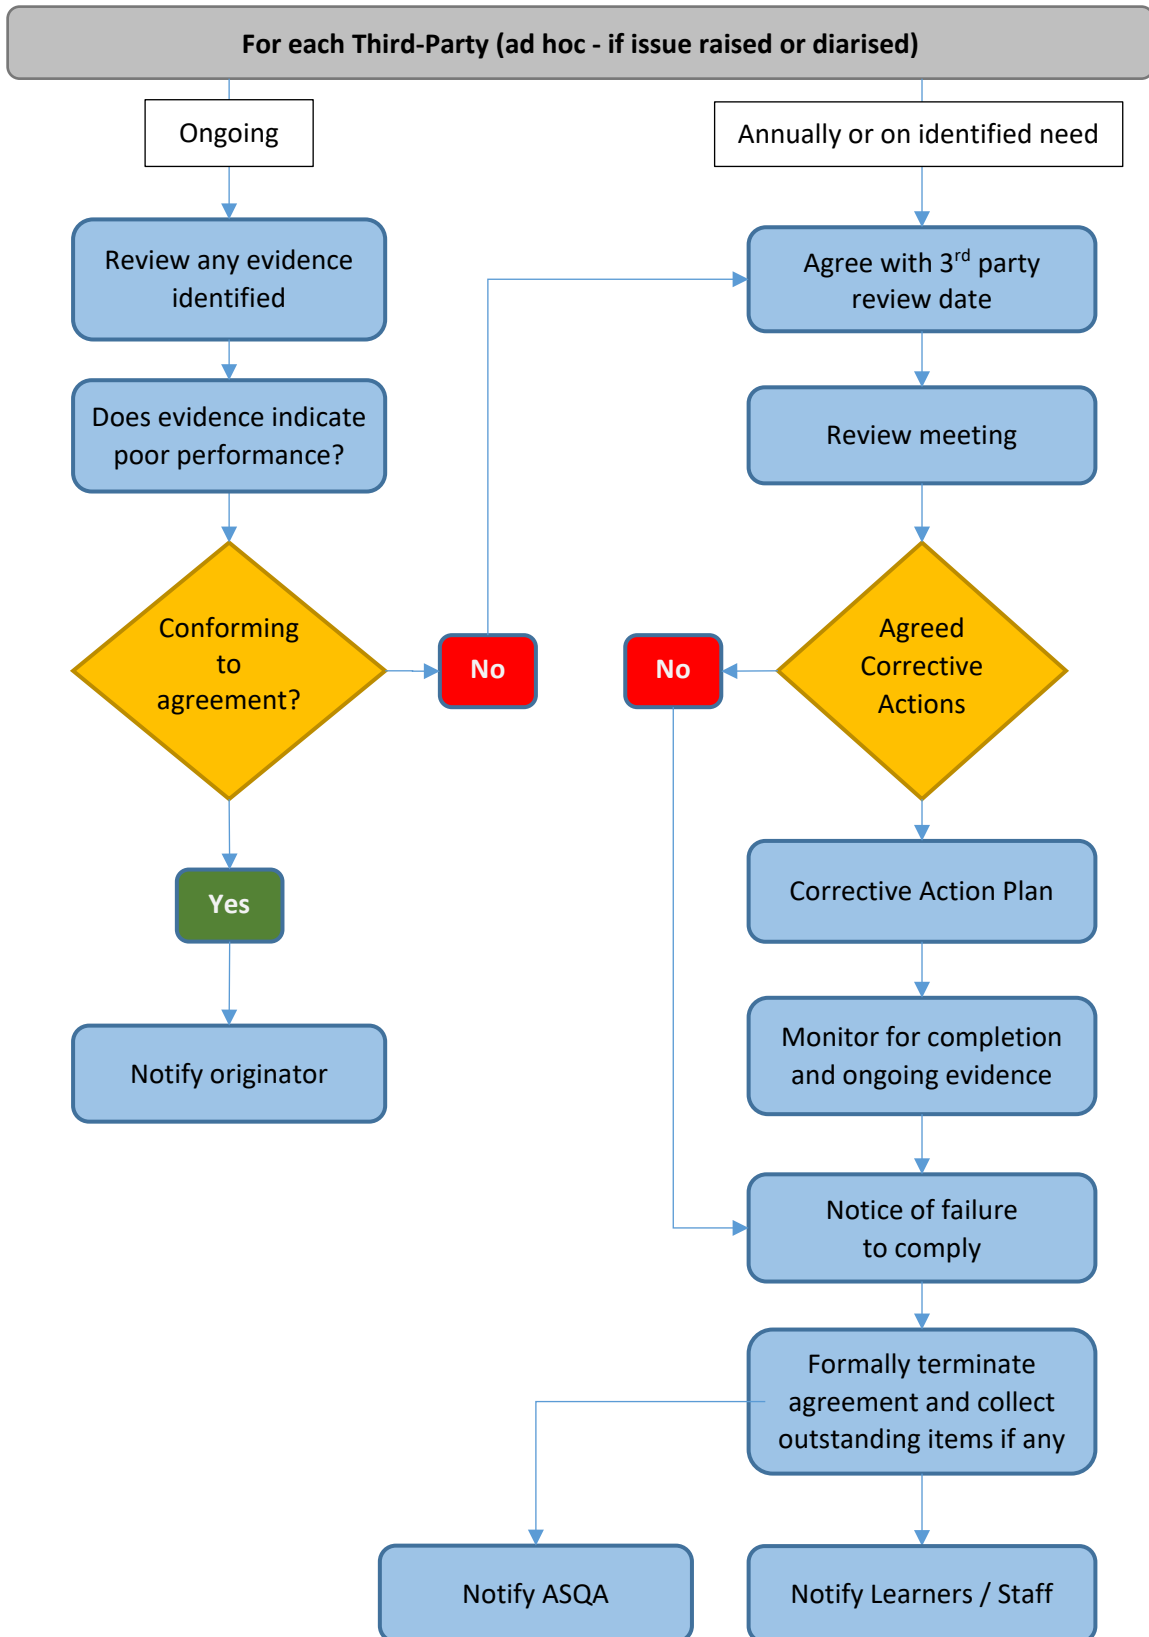 For each Third-Party (ad hoc - if issue raised or diarised)
Ongoing
Review any evidence
identified
Does evidence indicate
poor performance?
Conforming
to
agreement?
No
Yes
Notify originator
Annually or on identified need
Agree with 3rd party
review date
Review meeting
Agreed
Corrective
Actions
No
Corrective Action Plan
Monitor for completion
and ongoing evidence
Notice of failure
to comply
Formally terminate
agreement and collect
outstanding items if any
Notify ASQA
Notify Learners / Staff